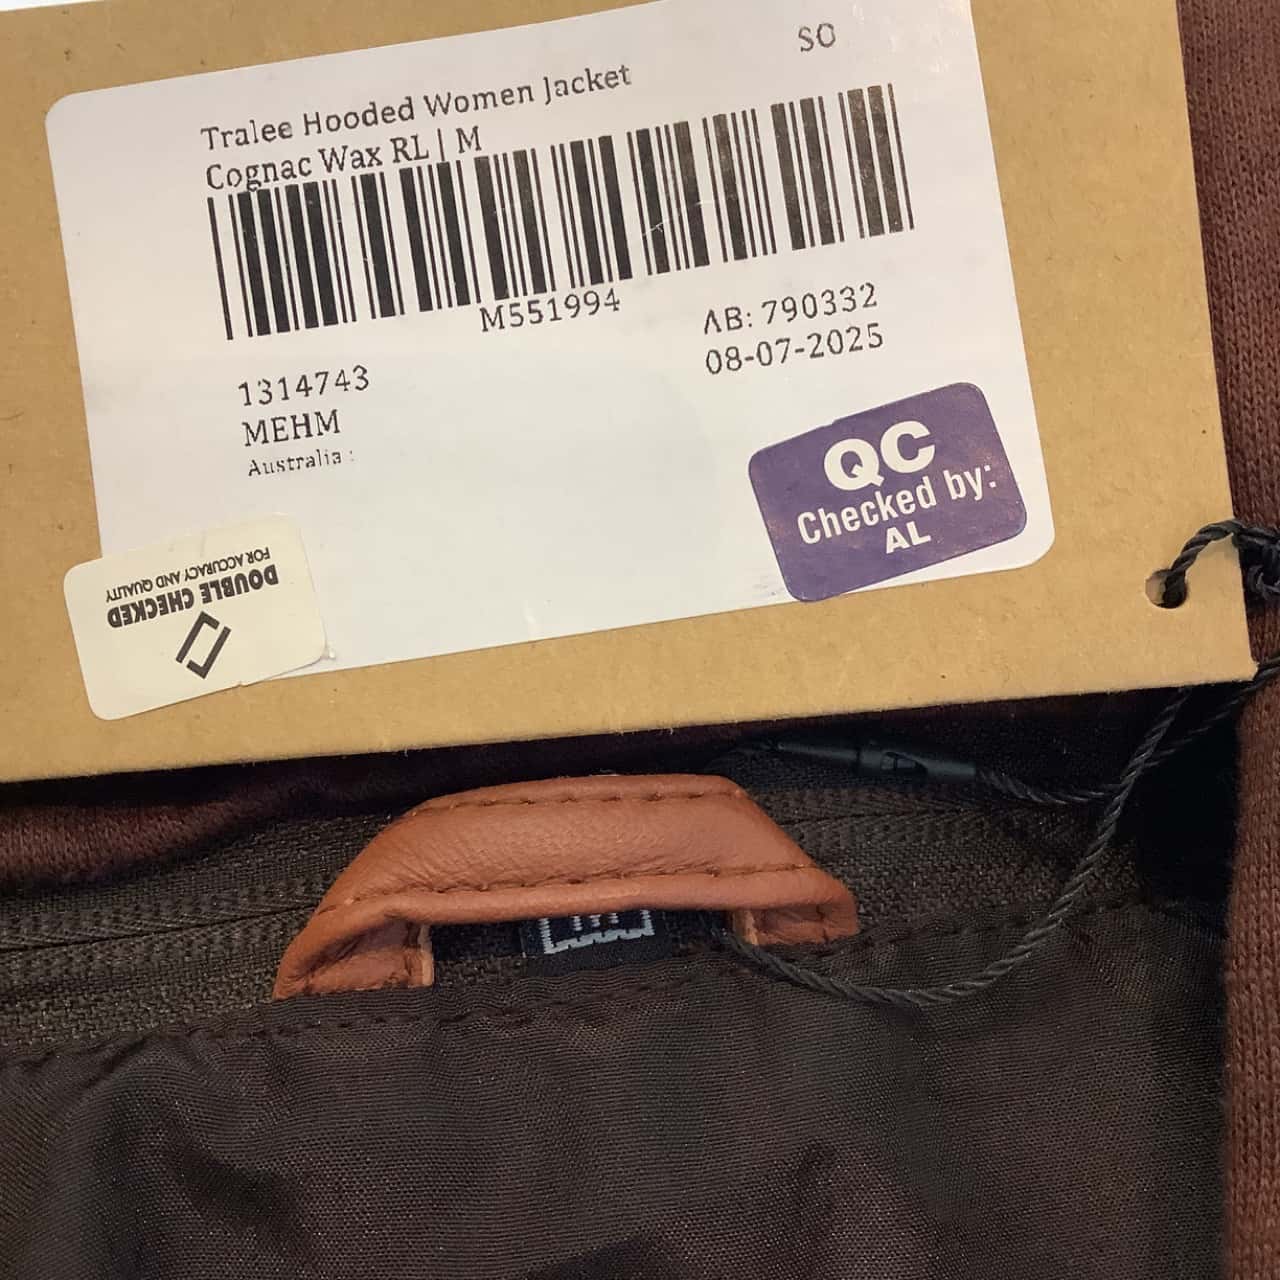 SO
Tralee Hooded Women Jacket
Cognac Wax RL | M
M551994
AB: 790332
08-07-2025
1314743
MEHM
Australia :
QC
Checked by:
AL
DOUBLE CHECKED
FOR ACCURACY AND QUALITY
M